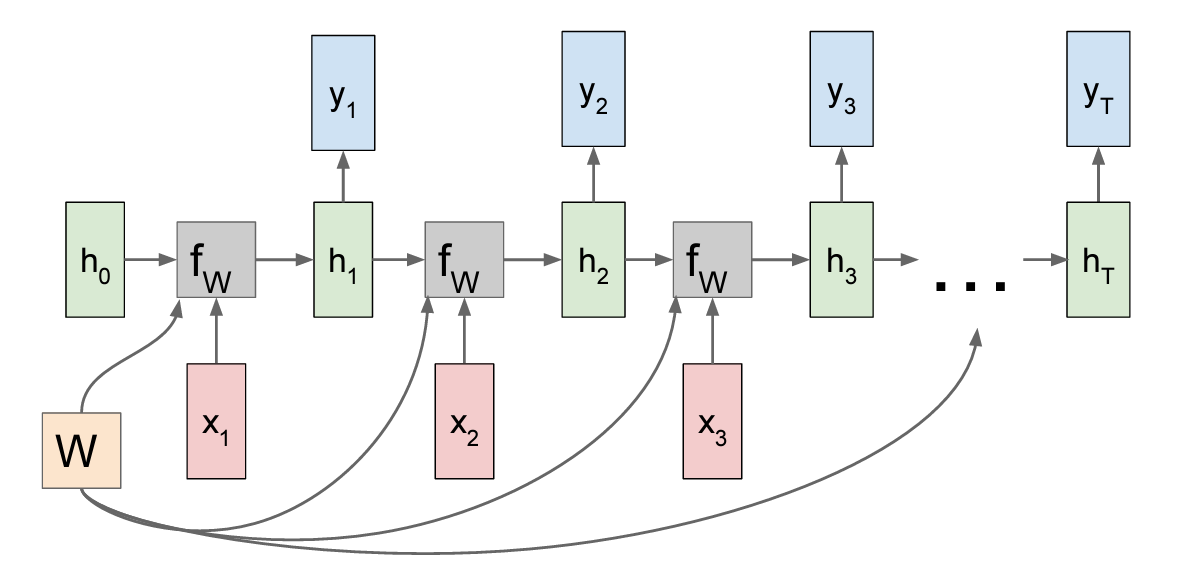 y1 y2 y3 yT
h0 fW h1 fW h2 fW h3 ... hT
x1 x2 x3
W